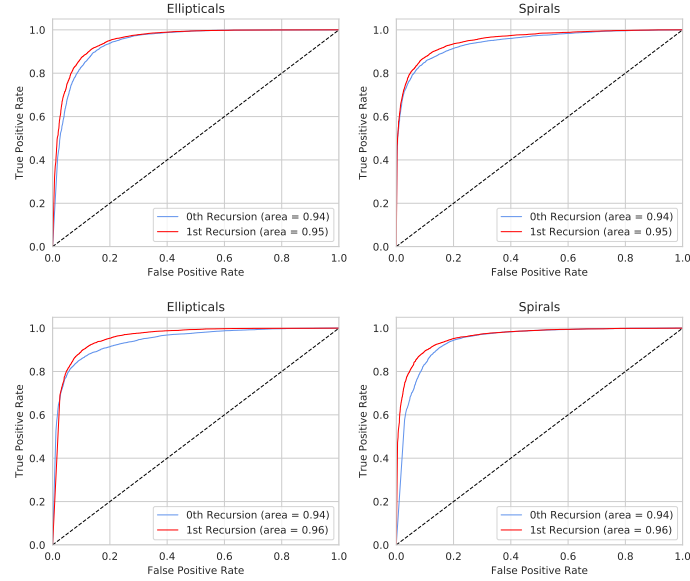 Ellipticals
1.0
0.8
0.6
0.4
0.2
0.0
True Positive Rate
0th Recursion (area = 0.94)
1st Recursion (area = 0.95)
0.0 0.2 0.4 0.6 0.8 1.0
False Positive Rate
Spirals
1.0
0.8
0.6
0.4
0.2
0.0
True Positive Rate
0th Recursion (area = 0.94)
1st Recursion (area = 0.95)
0.0 0.2 0.4 0.6 0.8 1.0
False Positive Rate
Ellipticals
1.0
0.8
0.6
0.4
0.2
0.0
True Positive Rate
0th Recursion (area = 0.94)
1st Recursion (area = 0.96)
0.0 0.2 0.4 0.6 0.8 1.0
False Positive Rate
Spirals
1.0
0.8
0.6
0.4
0.2
0.0
True Positive Rate
0th Recursion (area = 0.94)
1st Recursion (area = 0.96)
0.0 0.2 0.4 0.6 0.8 1.0
False Positive Rate